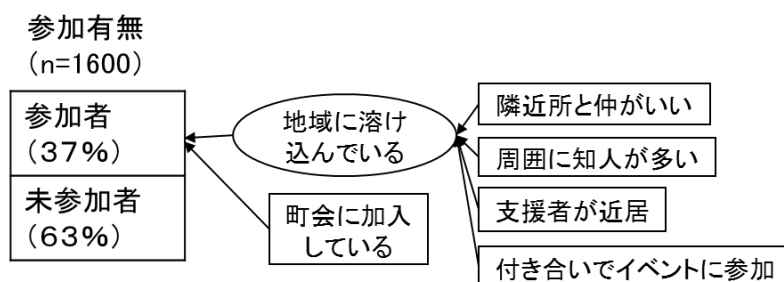 参加有無
(n=1600)
参加者
(37%)
未参加者
(63%)
地域に溶け
込んでいる
町会に加入
している
隣近所と仲がいい
周囲に知人が多い
支援者が近居
付き合いでイベントに参加